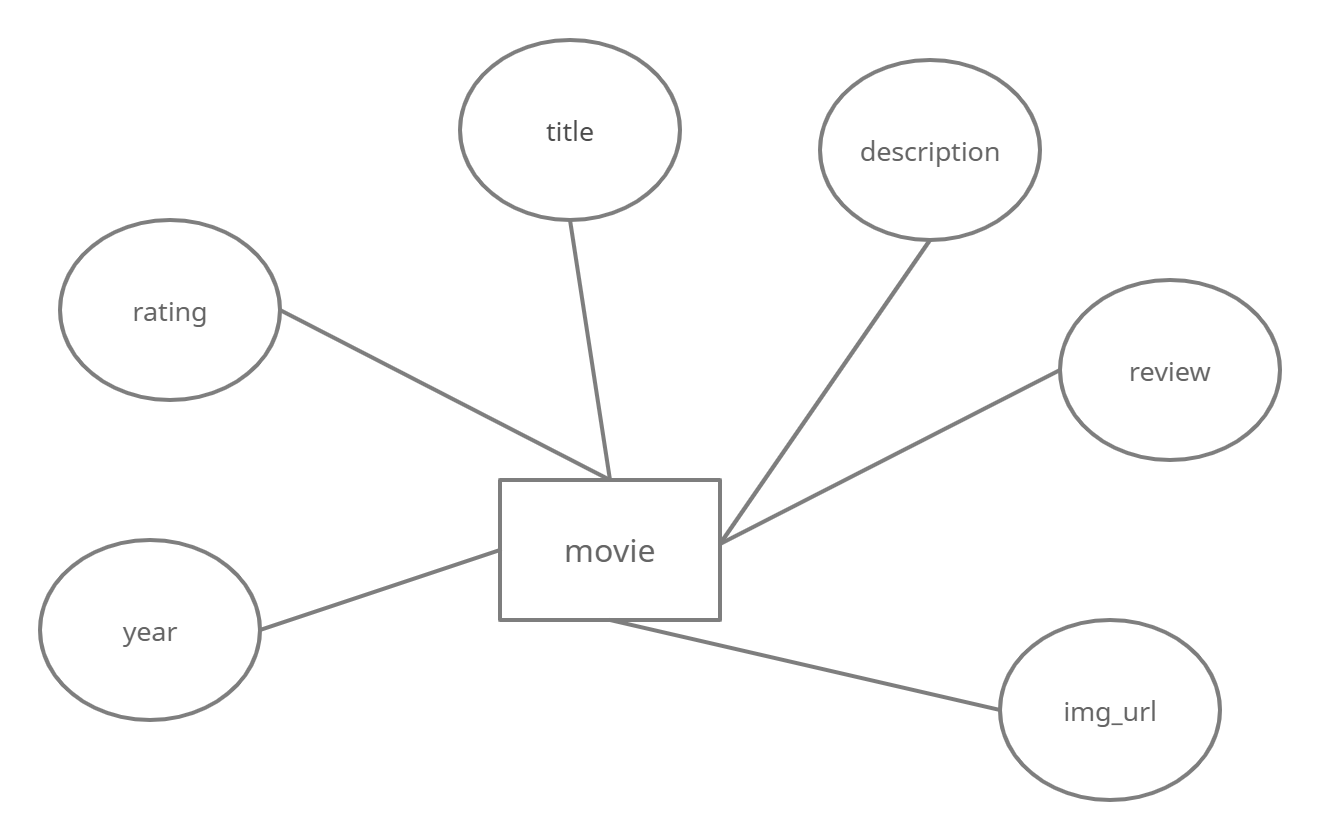 title
description
rating
review
movie
year
img_url